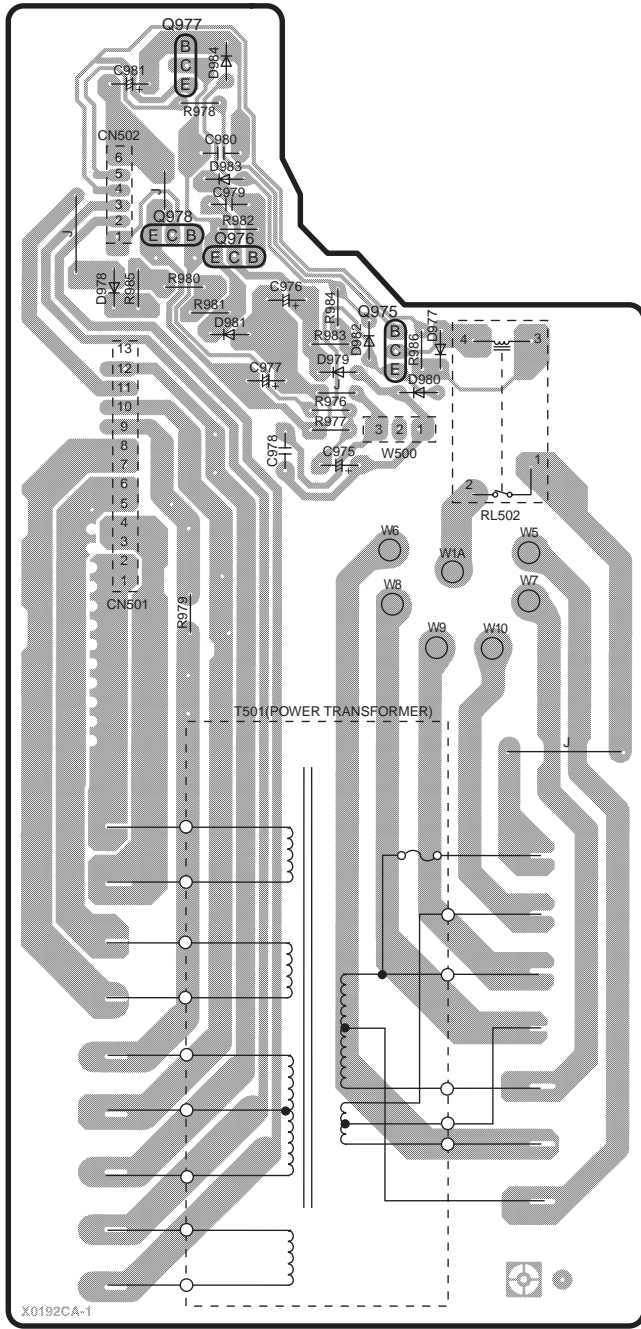 Q977
B
C
E
D984
C981
+
R978
CN502
6
5
4
3
2
1
C980
D983
C979
J
J
Q978
E C B
R982
Q976
E C B
D978
R985
R980
C976
+
R981
D981
R984
Q975
B
C
E
D982
R983
R986
D977
4
3
D979
C977
+
J
D980
R976
R977
3 2 1
W500
C978
C975
+
2
1
RL502
13
12
11
10
9
8
7
6
5
4
3
2
1
CN501
R979
W6
W1A
W5
W8
W7
W9
W10
T501(POWER TRANSFORMER)
J
X0192CA-1